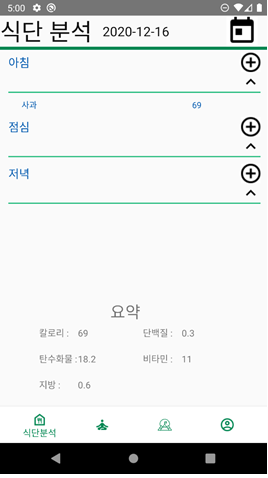 5:00
식단 분석 2020-12-16
아침
사과 69
점심
저녁
요약
칼로리 : 69 단백질 : 0.3
탄수화물 : 18.2 비타민 : 11
지방 : 0.6
식단분석